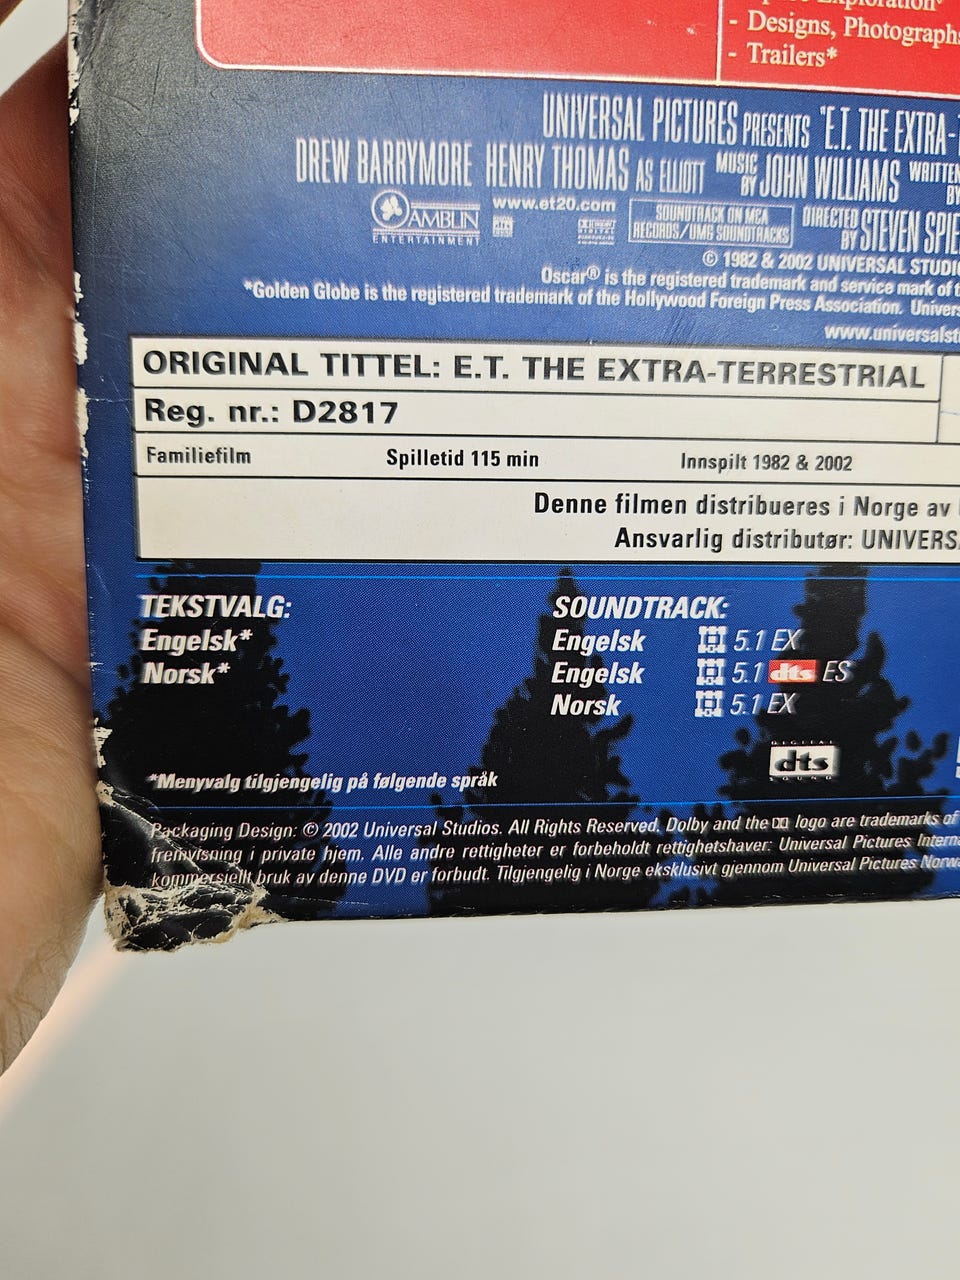 Exploration
- Designs, Photographs
- Trailers*
UNIVERSAL PICTURES PRESENTS "E.T. THE EXTRA-
DREW BARRYMORE HENRY THOMAS AS ELLIOTT MUSIC BY JOHN WILLIAMS WRITTEN BY
AMBLIN ENTERTAINMENT www.et20.com SOUNDTRACK ON MCA RECORDS/UMG SOUNDTRACKS DIRECTED BY STEVEN SPIE
© 1982 & 2002 UNIVERSAL STUDIO
Oscar® is the registered trademark and service mark of t
*Golden Globe is the registered trademark of the Hollywood Foreign Press Association. Univers
www.universalst
ORIGINAL TITTEL: E.T. THE EXTRA-TERRESTRIAL
Reg. nr.: D2817
Familiefilm Spilletid 115 min Innspilt 1982 & 2002
Denne filmen distribueres i Norge av
Ansvarlig distributør: UNIVERS
TEKSTVALG: SOUNDTRACK:
Engelsk* Engelsk 5.1 EX
Norsk* Engelsk 5.1 dts ES
Norsk 5.1 EX
DIGITAL
dts
SOUND
*Menyvalg tilgjengelig på følgende språk
Packaging Design: © 2002 Universal Studios. All Rights Reserved. Dolby and the logo are trademarks of
fremvisning i private hjem. Alle andre rettigheter er forbeholdt rettighetshaver: Universal Pictures Interna
kommersiellt bruk av denne DVD er forbudt. Tilgjengelig i Norge eksklusivt gjennom Universal Pictures Norwa